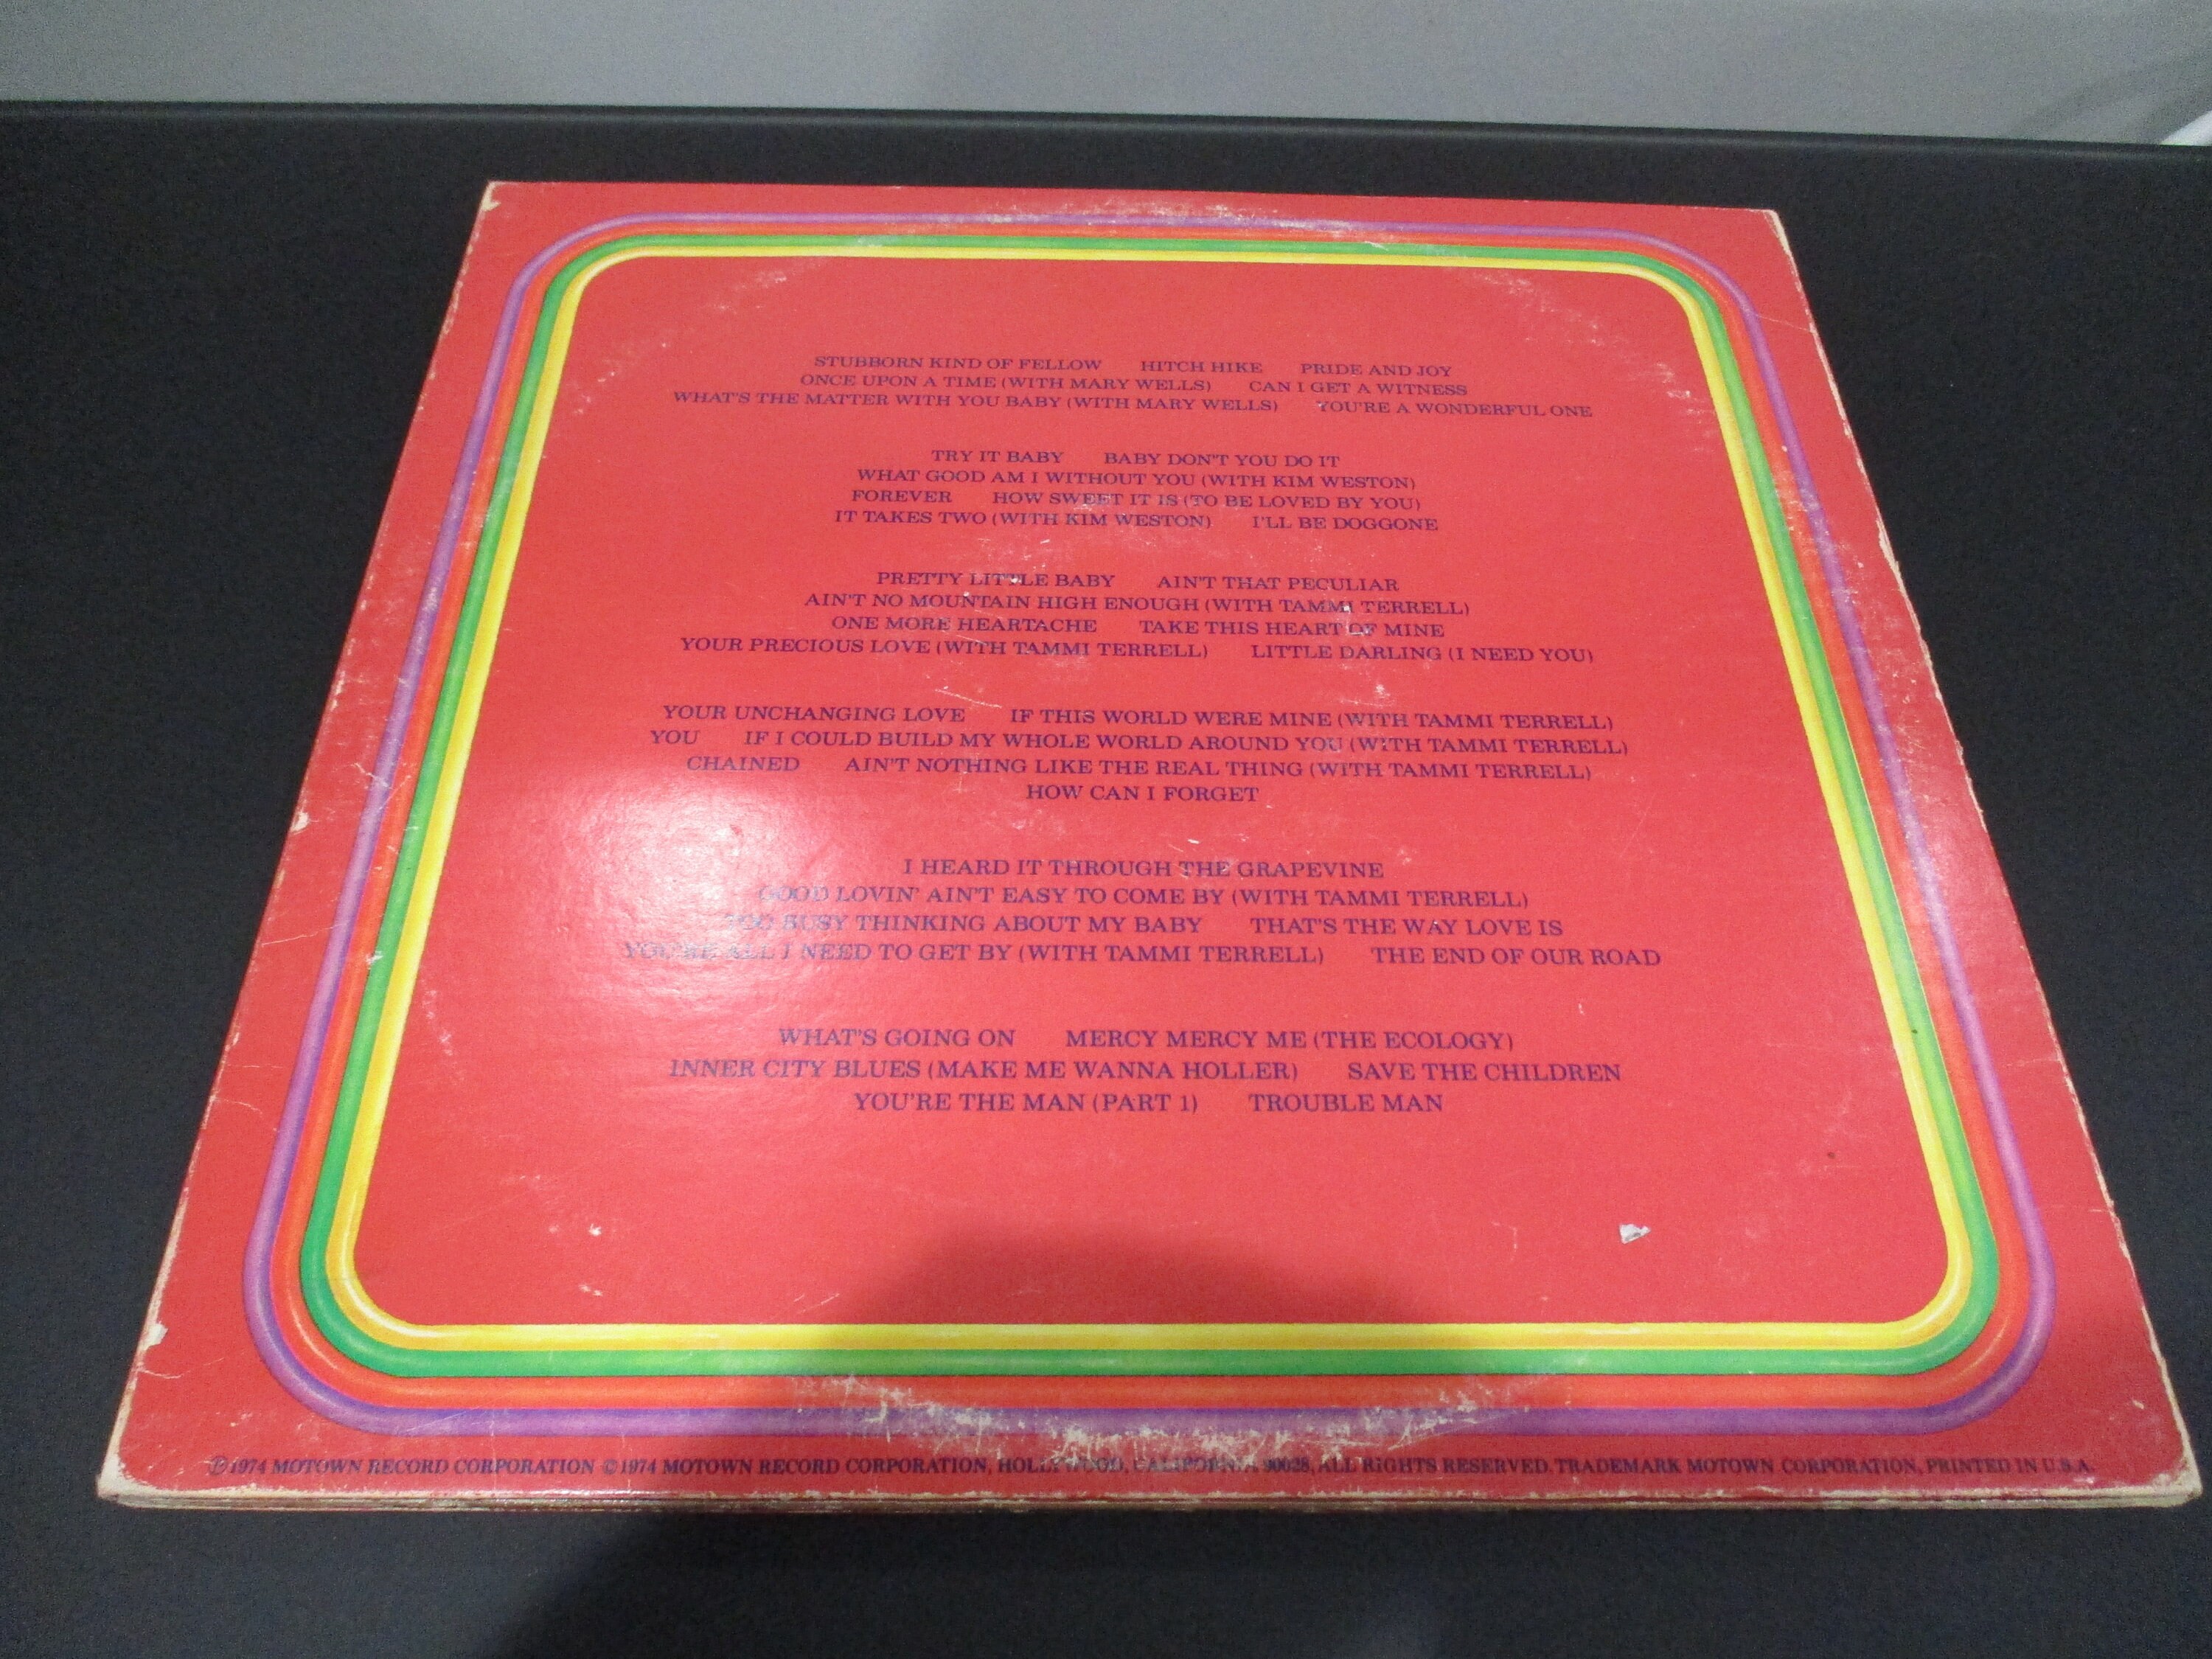 STUBBORN KIND OF FELLOW HITCH HIKE PRIDE AND JOY
ONCE UPON A TIME (WITH MARY WELLS) CAN I GET A WITNESS
WHAT'S THE MATTER WITH YOU BABY (WITH MARY WELLS) YOU'RE A WONDERFUL ONE
TRY IT BABY BABY DON'T YOU DO IT
WHAT GOOD AM I WITHOUT YOU (WITH KIM WESTON)
FOREVER HOW SWEET IT IS (TO BE LOVED BY YOU)
IT TAKES TWO (WITH KIM WESTON) I'LL BE DOGGONE
PRETTY LITTLE BABY AIN'T THAT PECULIAR
AIN'T NO MOUNTAIN HIGH ENOUGH (WITH TAMMI TERRELL)
ONE MORE HEARTACHE TAKE THIS HEART OF MINE
YOUR PRECIOUS LOVE (WITH TAMMI TERRELL) LITTLE DARLING (I NEED YOU)
YOUR UNCHANGING LOVE IF THIS WORLD WERE MINE (WITH TAMMI TERRELL)
YOU IF I COULD BUILD MY WHOLE WORLD AROUND YOU (WITH TAMMI TERRELL)
CHAINED AIN'T NOTHING LIKE THE REAL THING (WITH TAMMI TERRELL)
HOW CAN I FORGET
I HEARD IT THROUGH THE GRAPEVINE
GOOD LOVIN' AIN'T EASY TO COME BY (WITH TAMMI TERRELL)
TOO BUSY THINKING ABOUT MY BABY THAT'S THE WAY LOVE IS
YOU'RE ALL I NEED TO GET BY (WITH TAMMI TERRELL) THE END OF OUR ROAD
WHAT'S GOING ON MERCY MERCY ME (THE ECOLOGY)
INNER CITY BLUES (MAKE ME WANNA HOLLER) SAVE THE CHILDREN
YOU'RE THE MAN (PART 1) TROUBLE MAN
℗ 1974 MOTOWN RECORD CORPORATION © 1974 MOTOWN RECORD CORPORATION, HOLLYWOOD, CALIFORNIA 90028, ALL RIGHTS RESERVED. TRADEMARK MOTOWN CORPORATION, PRINTED IN U.S.A.